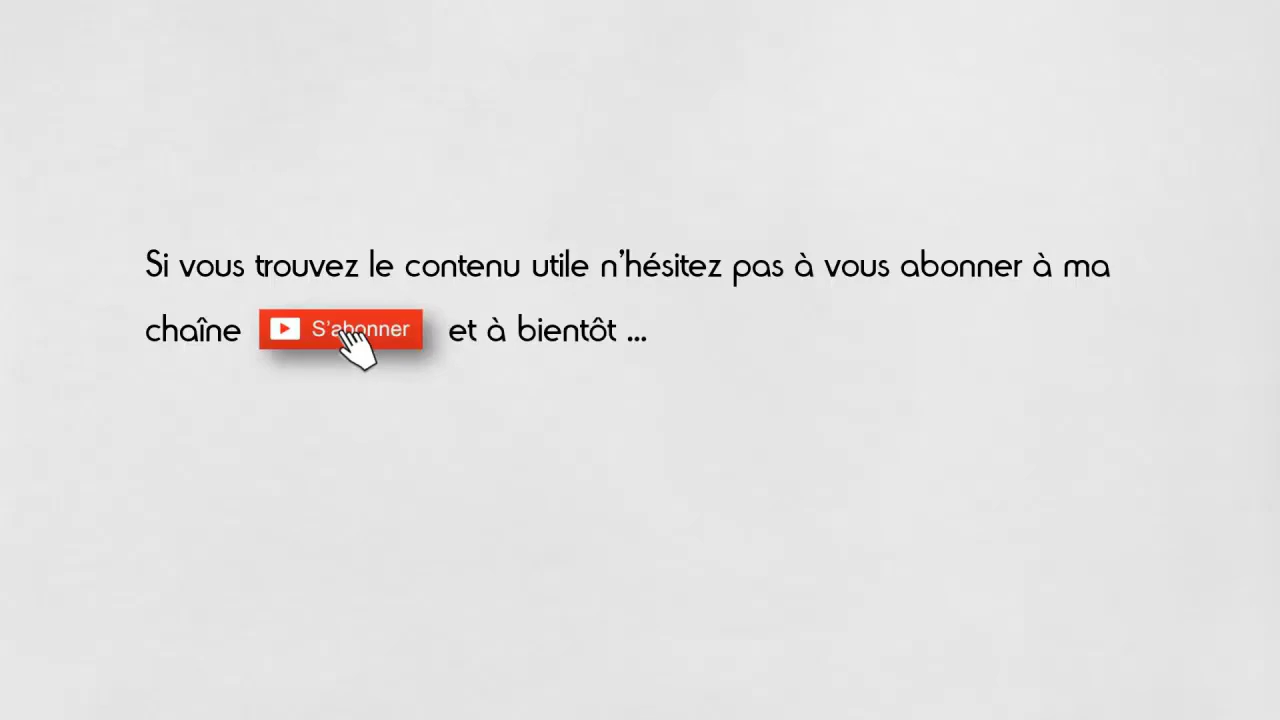 Si vous trouvez le contenu utile n'hésitez pas à vous abonner à ma
chaîne S'abonner et à bientôt ...